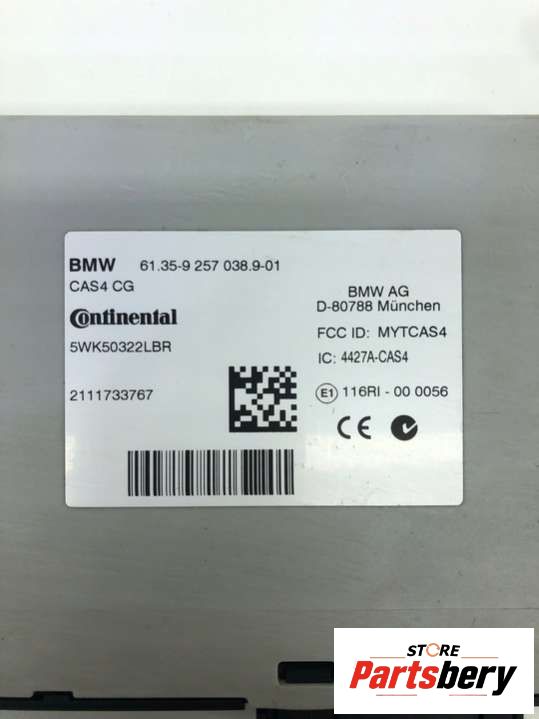 BMW 61.35-9 257 038.9-01
CAS4 CG
Continental
5WK50322LBR
2111733767
BMW AG
D-80788 München
FCC ID: MYTCAS4
IC: 4427A-CAS4
E1 116RI - 00 0056
CE
STORE
Partsbery